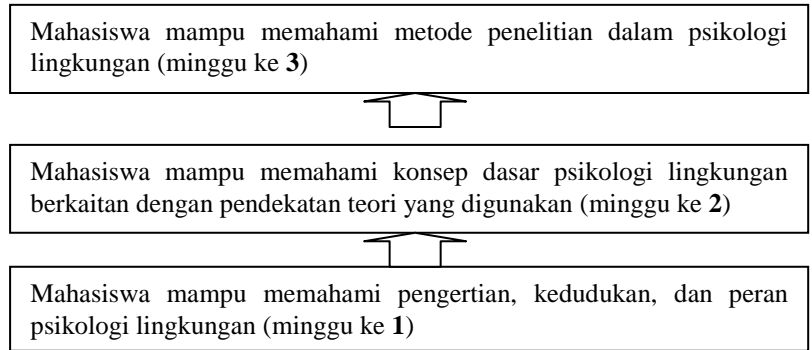 Mahasiswa mampu memahami metode penelitian dalam psikologi
lingkungan (minggu ke 3)
Mahasiswa mampu memahami konsep dasar psikologi lingkungan
berkaitan dengan pendekatan teori yang digunakan (minggu ke 2)
Mahasiswa mampu memahami pengertian, kedudukan, dan peran
psikologi lingkungan (minggu ke 1)